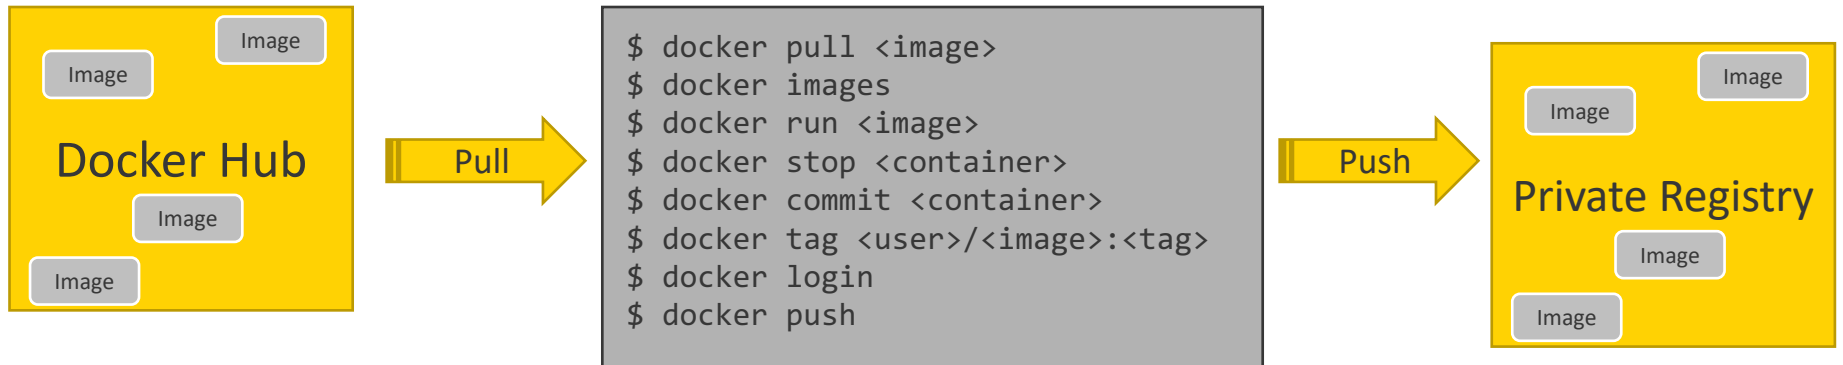 Image
Image
Docker Hub
Image
Image
Pull
$ docker pull <image>
$ docker images
$ docker run <image>
$ docker stop <container>
$ docker commit <container>
$ docker tag <user>/<image>:<tag>
$ docker login
$ docker push
Push
Image
Image
Private Registry
Image
Image